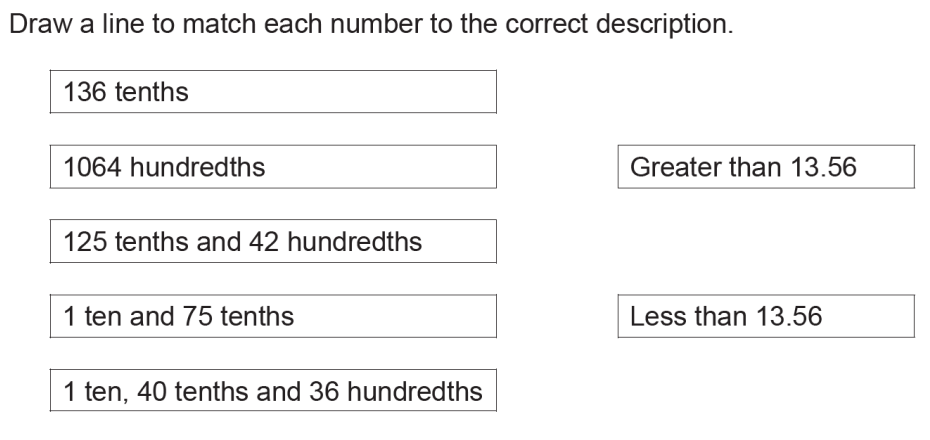 Draw a line to match each number to the correct description.
136 tenths
1064 hundredths
Greater than 13.56
125 tenths and 42 hundredths
1 ten and 75 tenths
Less than 13.56
1 ten, 40 tenths and 36 hundredths